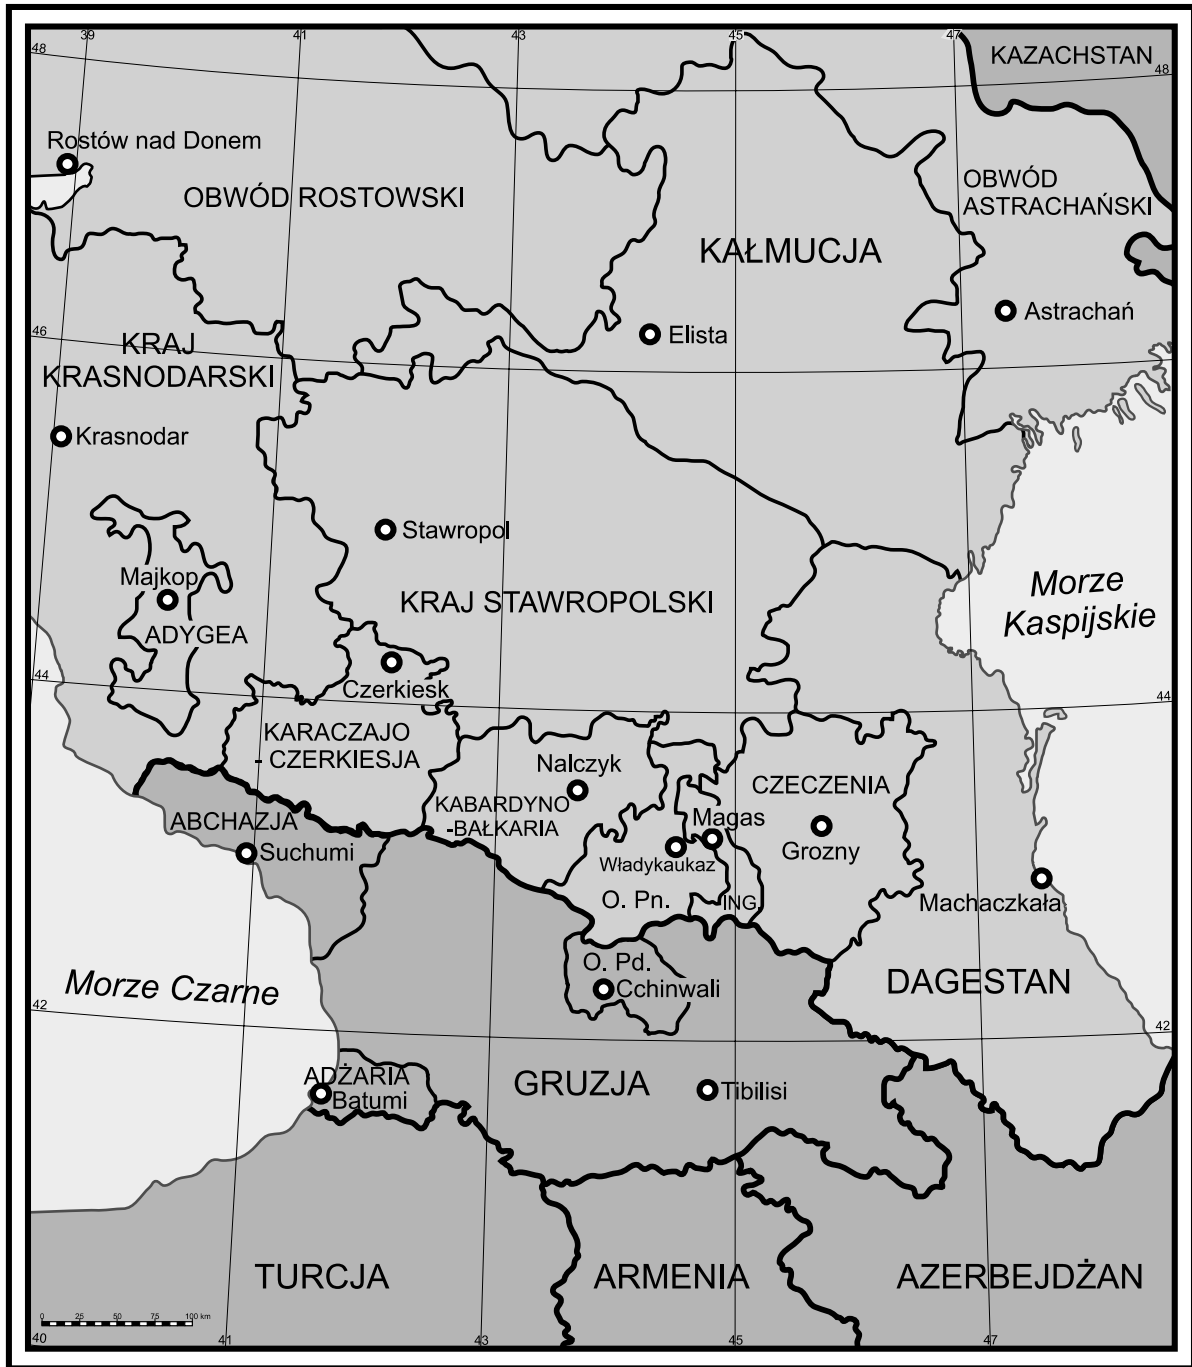 39
41
43
45
47
KAZACHSTAN
48
48
Rostów nad Donem
OBWÓD ROSTOWSKI
OBWÓD
ASTRACHAŃSKI
KAŁMUCJA
Astrachań
Elista
46
KRAJ
KRASNODARSKI
Krasnodar
Stawropol
Majkop
ADYGEA
KRAJ STAWROPOLSKI
Morze
Kaspijskie
44
44
Czerkiesk
KARACZAJO
- CZERKIESJA
Nalczyk
KABARDYNO
-BAŁKARIA
CZECZENIA
Magas
Grozny
ABCHAZJA
Suchumi
Władykaukaz
O. Pn.
ING.
Machaczkała
O. Pd.
Cchinwali
DAGESTAN
Morze Czarne
42
42
ADŻARIA
Batumi
GRUZJA
Tibilisi
TURCJA
ARMENIA
AZERBEJDŻAN
0 25 50 75 100 km
40
41
43
45
47